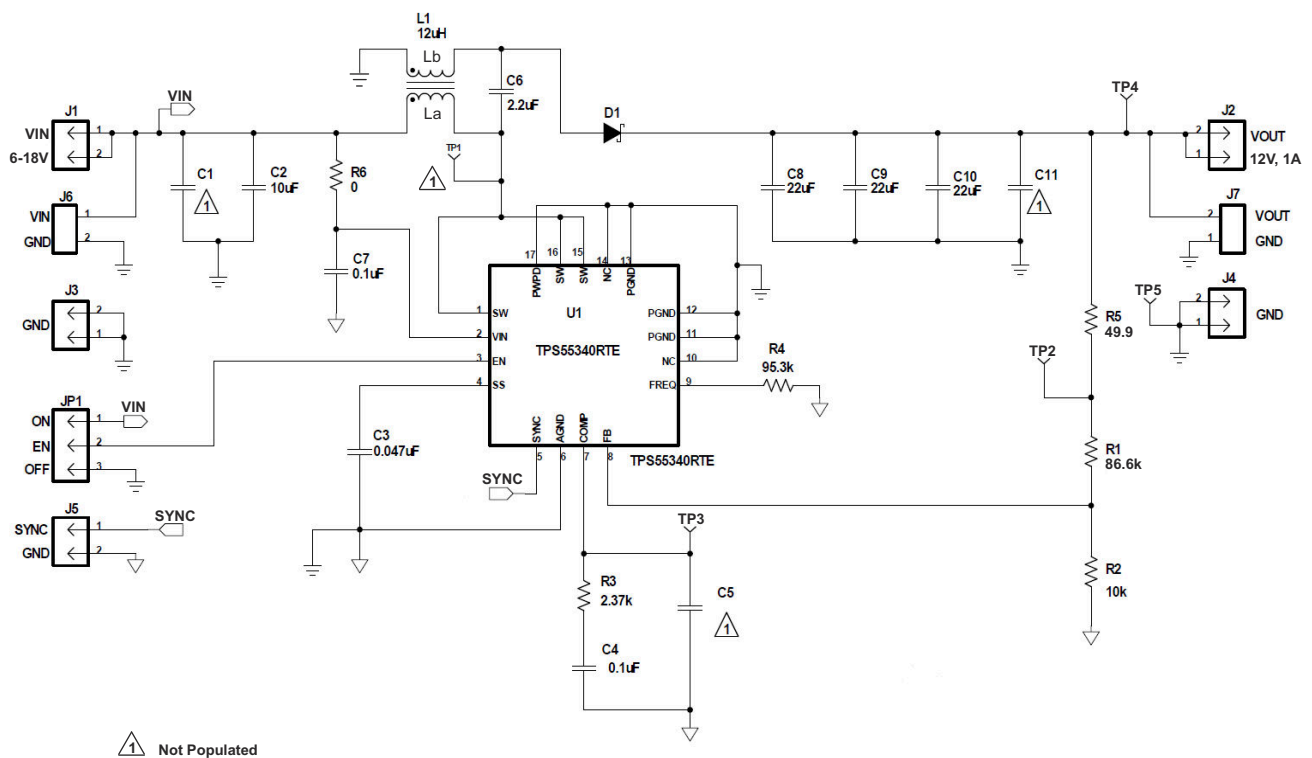 L1
12uH
Lb
La
C6
2.2uF
VIN
J1
VIN
1
2
6-18V
TP1
1
D1
TP4
J2
2
VOUT
1
12V, 1A
C1
1
C2
10uF
R6
0
C8
22uF
C9
22uF
C10
22uF
C11
1
J6
VIN
1
GND
2
J7
2
VOUT
1
GND
C7
0.1uF
17
16
15
14
13
PWPD
SW
SW
NC
PGND
U1
TPS55340RTE
1
SW
2
VIN
3
EN
4
SS
PGND
12
PGND
11
NC
10
FREQ
9
SYNC
AGND
COMP
FB
5
6
7
8
TPS55340RTE
J3
2
GND
1
TP5
J4
2
GND
1
R5
49.9
TP2
R4
95.3k
JP1
ON
1
VIN
EN
2
OFF
3
C3
0.047uF
R1
86.6k
SYNC
J5
SYNC
1
SYNC
GND
2
TP3
R2
10k
R3
2.37k
C5
1
C4
0.1uF
1
Not Populated